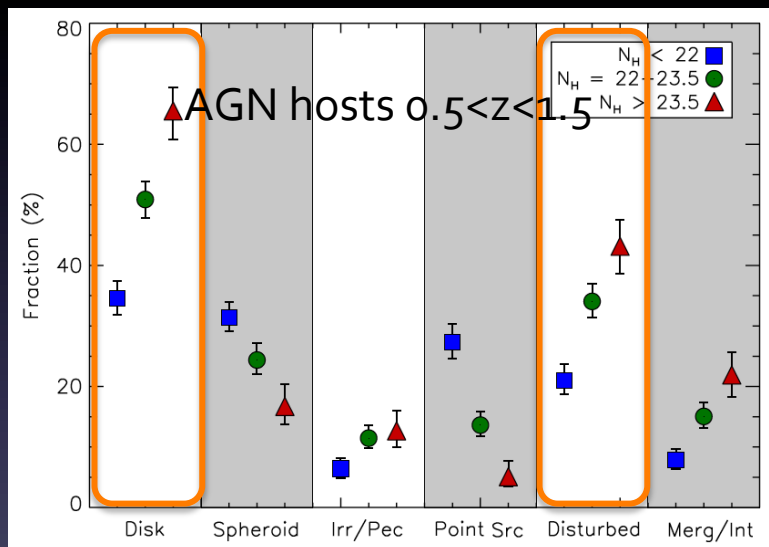 80
60
40
20
0
Fraction (%)
N_H < 22
N_H = 22-23.5
N_H > 23.5
AGN hosts 0.5<z<1.5
Disk Spheroid Irr/Pec Point Src Disturbed Merg/Int